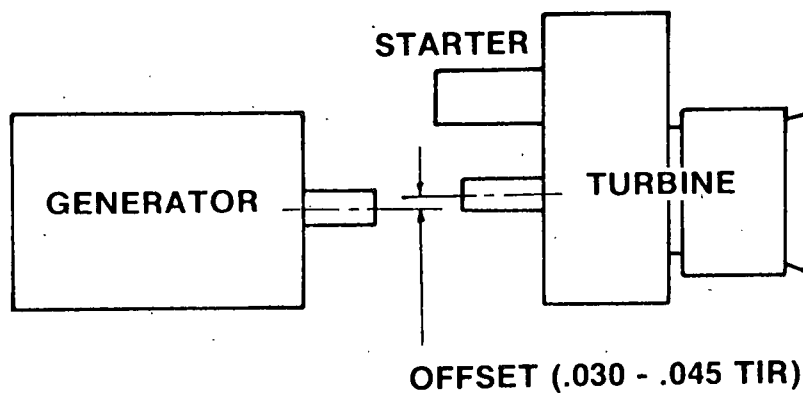 STARTER
GENERATOR
TURBINE
OFFSET (.030 - .045 TIR)